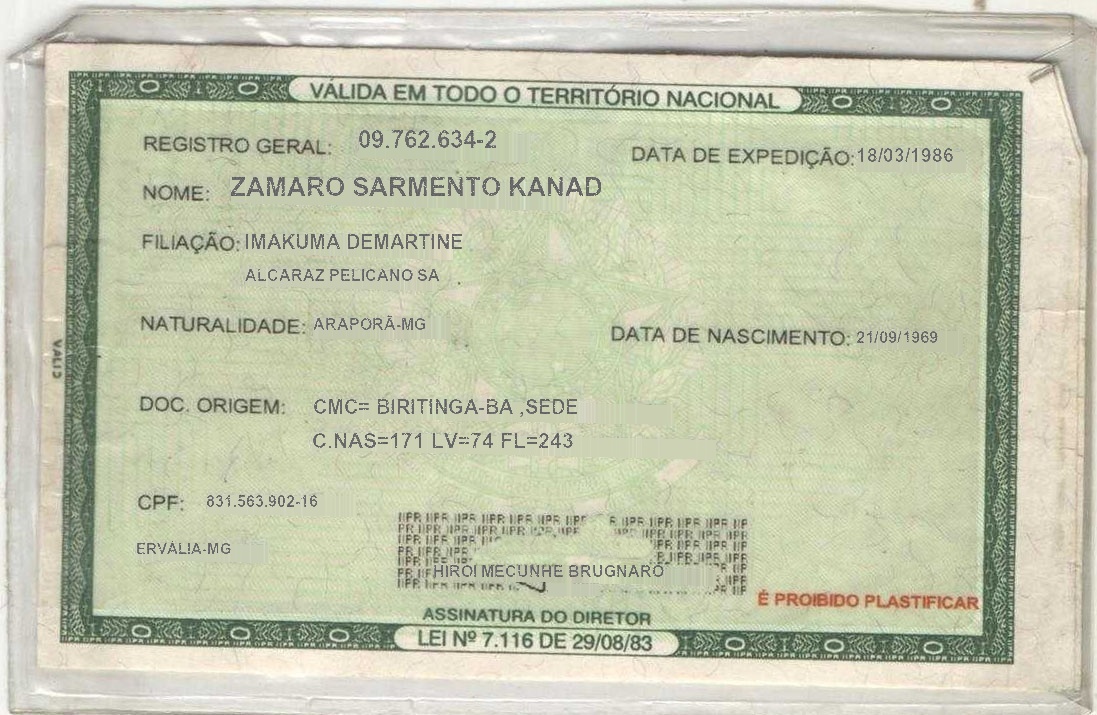 VÁLIDA EM TODO O TERRITÓRIO NACIONAL
REGISTRO GERAL: 09.762.634-2
DATA DE EXPEDIÇÃO: 18/03/1986
NOME: ZAMARO SARMENTO KANAD
FILIAÇÃO: IMAKUMA DEMARTINE
ALCARAZ PELICANO SA
NATURALIDADE: ARAPORÃ-MG
DATA DE NASCIMENTO: 21/09/1969
DOC. ORIGEM: CMC= BIRITINGA-BA ,SEDE
C.NAS=171 LV=74 FL=243
CPF: 831.563.902-16
ERVÁLIA-MG
HIROI MECUNHE BRUGNARO
É PROIBIDO PLASTIFICAR
ASSINATURA DO DIRETOR
LEI Nº 7.116 DE 29/08/83